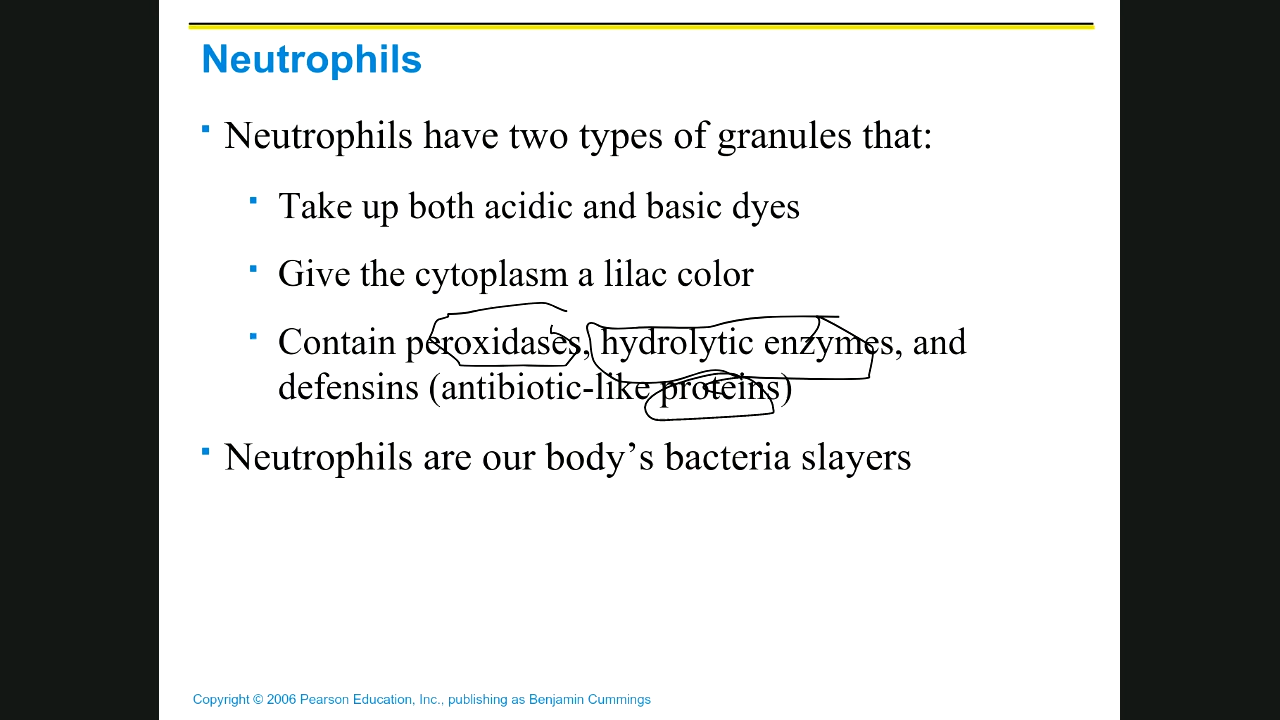 Neutrophils
Neutrophils have two types of granules that:
Take up both acidic and basic dyes
Give the cytoplasm a lilac color
Contain peroxidases, hydrolytic enzymes, and
defensins (antibiotic-like proteins)
Neutrophils are our body’s bacteria slayers
Copyright © 2006 Pearson Education, Inc., publishing as Benjamin Cummings